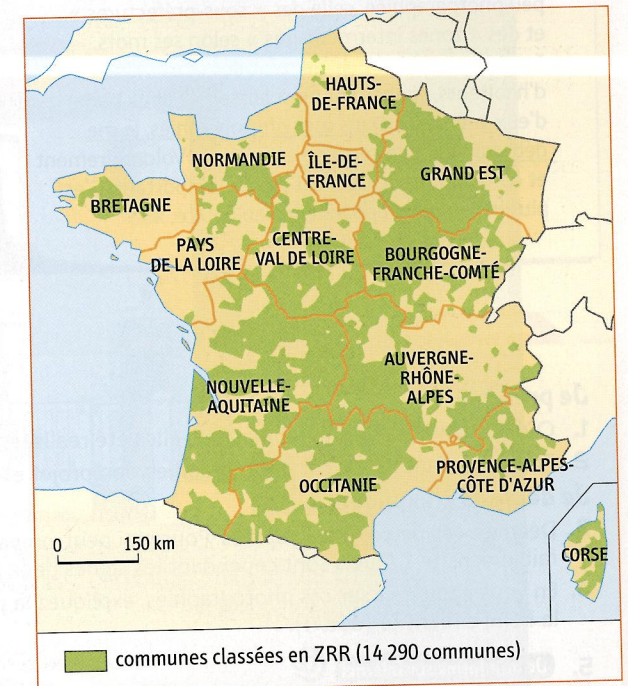 HAUTS-
DE-FRANCE
NORMANDIE
ÎLE-DE-
FRANCE
GRAND EST
BRETAGNE
PAYS
DE LA LOIRE
CENTRE-
VAL DE LOIRE
BOURGOGNE-
FRANCHE-COMTÉ
AUVERGNE-
RHÔNE-
ALPES
NOUVELLE-
AQUITAINE
OCCITANIE
PROVENCE-ALPES-
CÔTE D'AZUR
CORSE
0 150 km
communes classées en ZRR (14 290 communes)